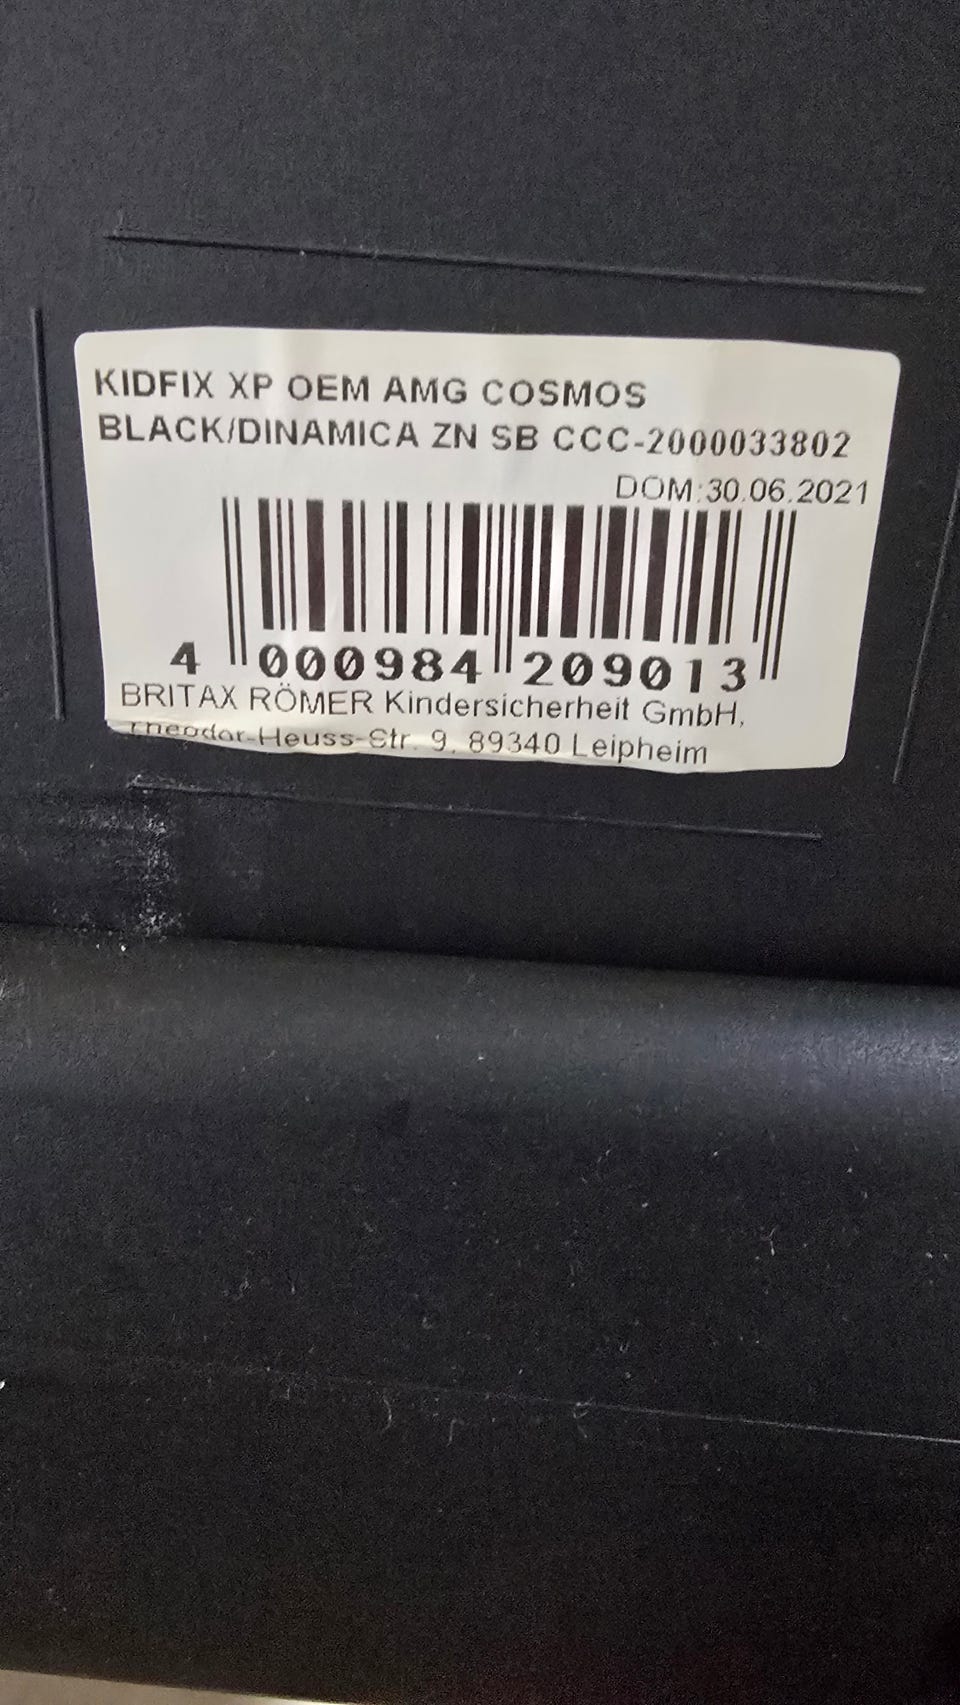 KIDFIX XP OEM AMG COSMOS
BLACK/DINAMICA ZN SB CCC-2000033802
DOM:30.06.2021
4 000984 209013
BRITAX RÖMER Kindersicherheit GmbH,
Theodor-Heuss-Str. 9, 89340 Leipheim